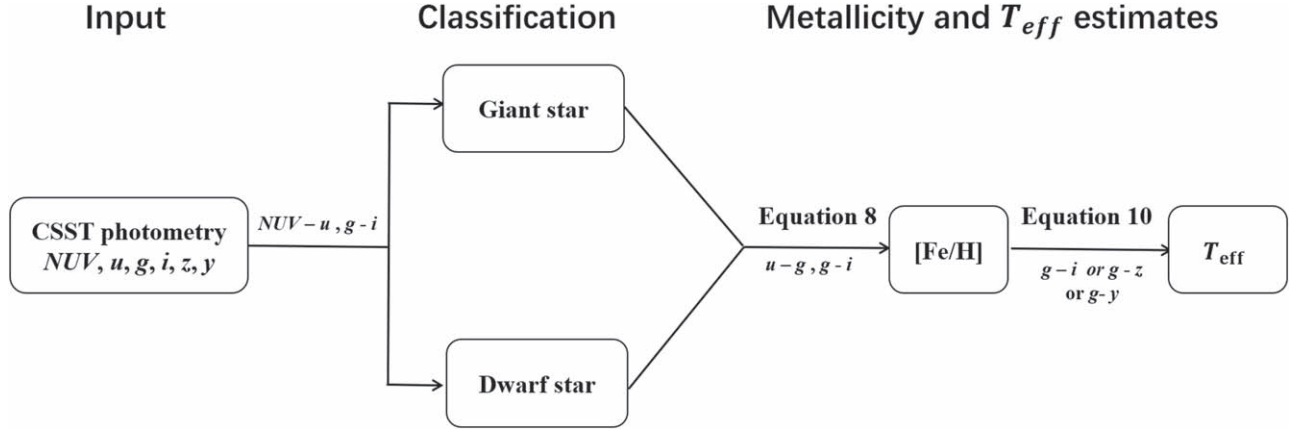 Input
Classification
Metallicity and T_eff estimates
Giant star
CSST photometry
NUV, u, g, i, z, y
NUV – u , g - i
Equation 8
u – g , g - i
[Fe/H]
Equation 10
g – i or g - z
or g- y
T_eff
Dwarf star